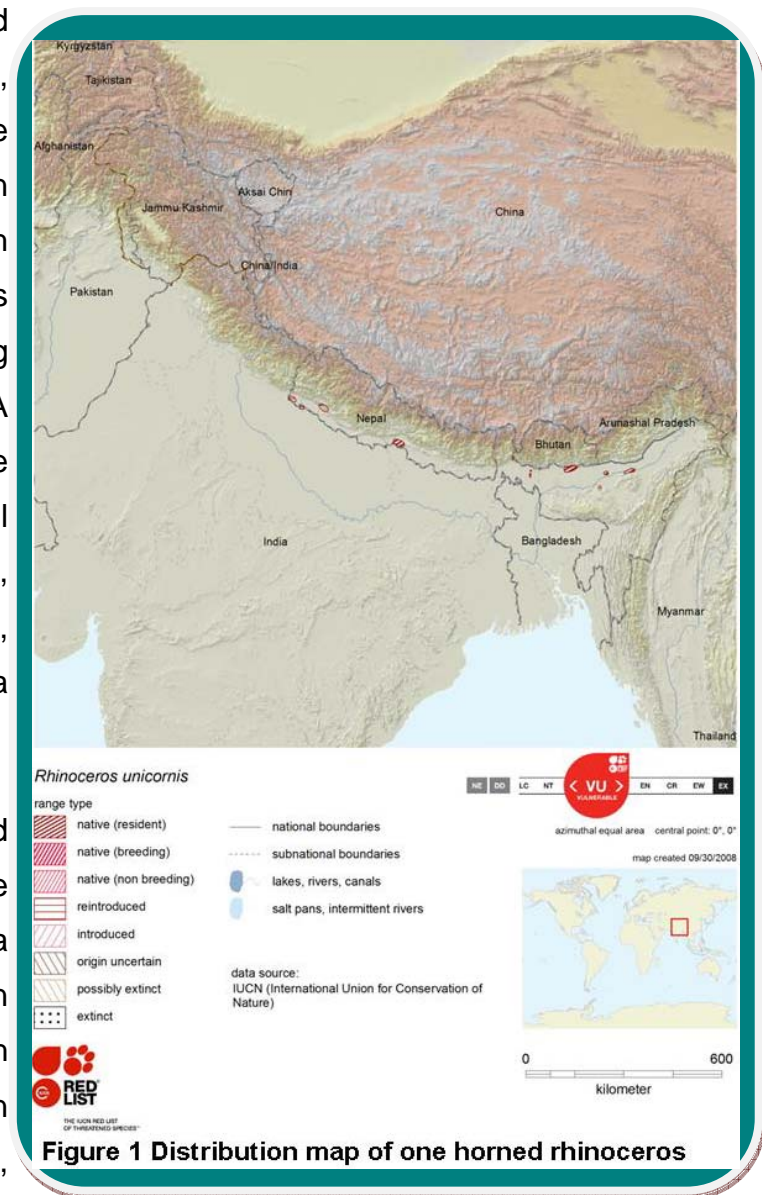 d
,
e
n
n
s
g
A
e
l
,
,
a
d
e
a
n
n
n
,
Kyrgyzstan
Tajikistan
Afghanistan
Aksai Chin
Jammu Kashmir
China
China/India
Pakistan
Nepal
Arunashal Pradesh
Bhutan
India
Bangladesh
Myanmar
Thailand
Rhinoceros unicornis
range type
native (resident)
native (breeding)
native (non breeding)
reintroduced
introduced
origin uncertain
possibly extinct
extinct
national boundaries
subnational boundaries
lakes, rivers, canals
salt pans, intermittent rivers
data source:
IUCN (International Union for Conservation of
Nature)
NE DD LC NT < VU > EN CR EW EX
VULNERABLE
azimuthal equal area central point: 0°, 0°
map created 09/30/2008
0 600
kilometer
RED
LIST
THE IUCN RED LIST
OF THREATENED SPECIES™
Figure 1 Distribution map of one horned rhinoceros